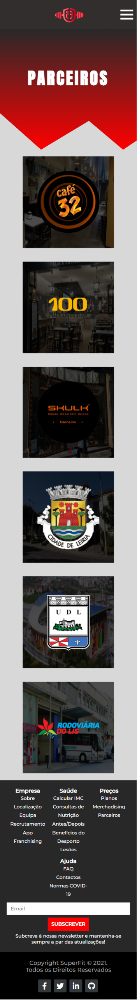 PARCEIROS
café
32
100
SKULK
URBAN WEAR FOR DOERS
• Barcelos •
CIDADE DE LEIRIA
U D L
RODOVIÁRIA
DO LIS
Empresa
Sobre
Localização
Equipa
Recrutamento
App
Franchising
Saúde
Calcular IMC
Consultas de
Nutrição
Antes/Depois
Benefícios do
Desporto
Lesões
Preços
Planos
Merchadising
Parceiros
Ajuda
FAQ
Contactos
Normas COVID-
19
Email
SUBSCREVER
Subcreva à nossa newsletter e mantenha-se
sempre a par das atualizações!
Copyright SuperFit © 2021.
Todos os Direitos Reservados